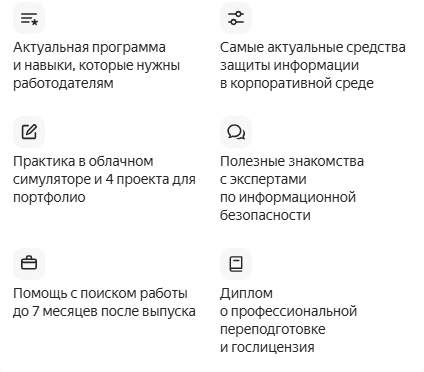 Актуальная программа
и навыки, которые нужны
работодателям
Самые актуальные средства
защиты информации
в корпоративной среде
Практика в облачном
симуляторе и 4 проекта для
портфолио
Полезные знакомства
с экспертами
по информационной
безопасности
Помощь с поиском работы
до 7 месяцев после выпуска
Диплом
о профессиональной
переподготовке
и гослицензия